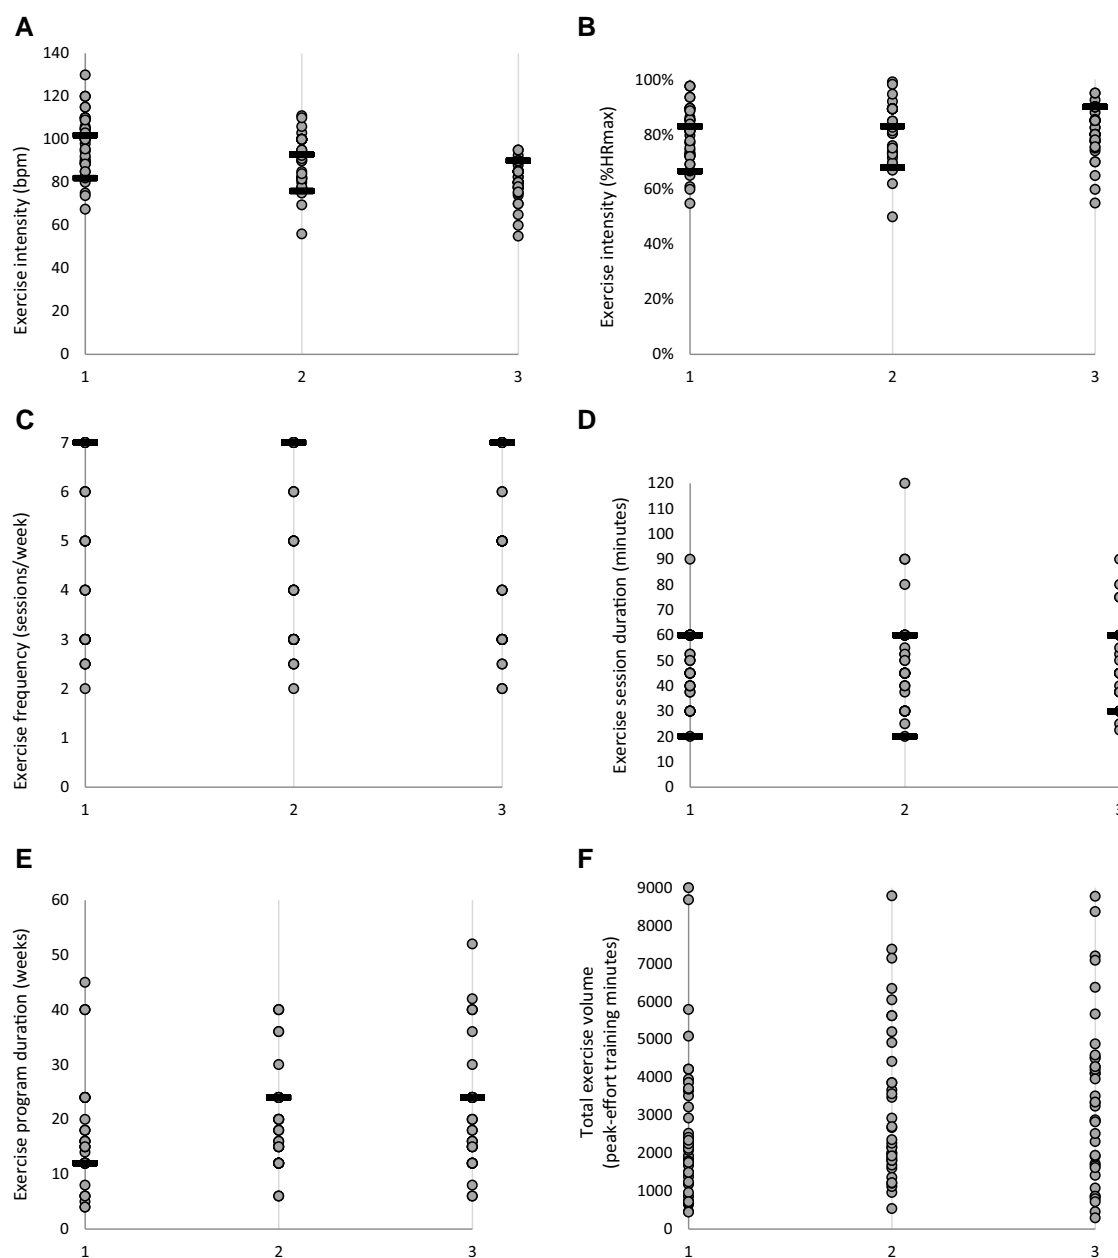 A
Exercise intensity (bpm)
140
120
100
80
60
40
20
0
1 2 3
B
Exercise intensity (%HRmax)
100%
80%
60%
40%
20%
0%
1 2 3
C
Exercise frequency (sessions/week)
7
6
5
4
3
2
1
0
1 2 3
D
Exercise session duration (minutes)
120
110
100
90
80
70
60
50
40
30
20
10
0
1 2 3
E
Exercise program duration (weeks)
60
50
40
30
20
10
0
1 2 3
F
Total exercise volume
(peak-effort training minutes)
9000
8000
7000
6000
5000
4000
3000
2000
1000
0
1 2 3